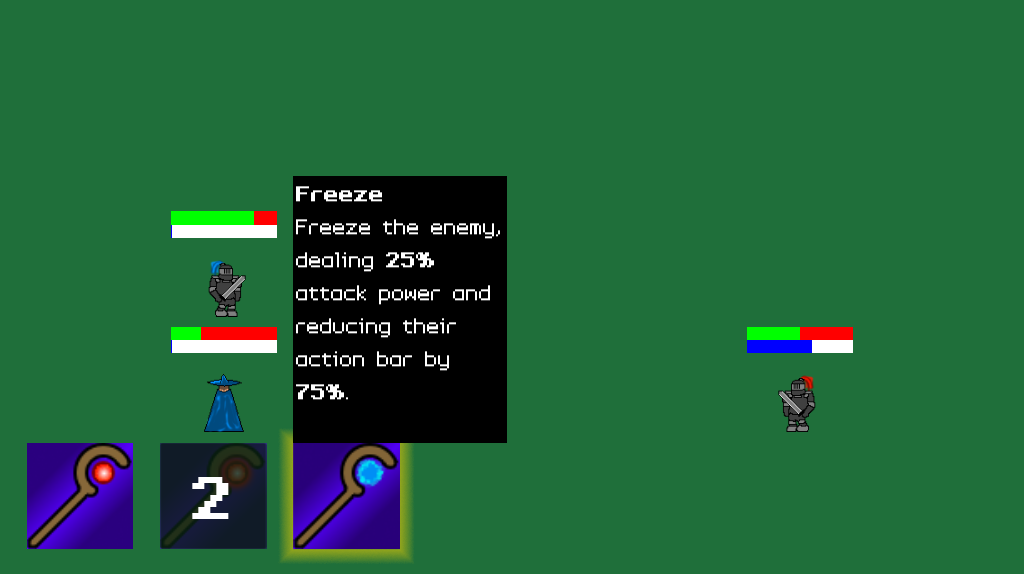 Freeze
Freeze the enemy,
dealing 25%
attack power and
reducing their
action bar by
75%.
2